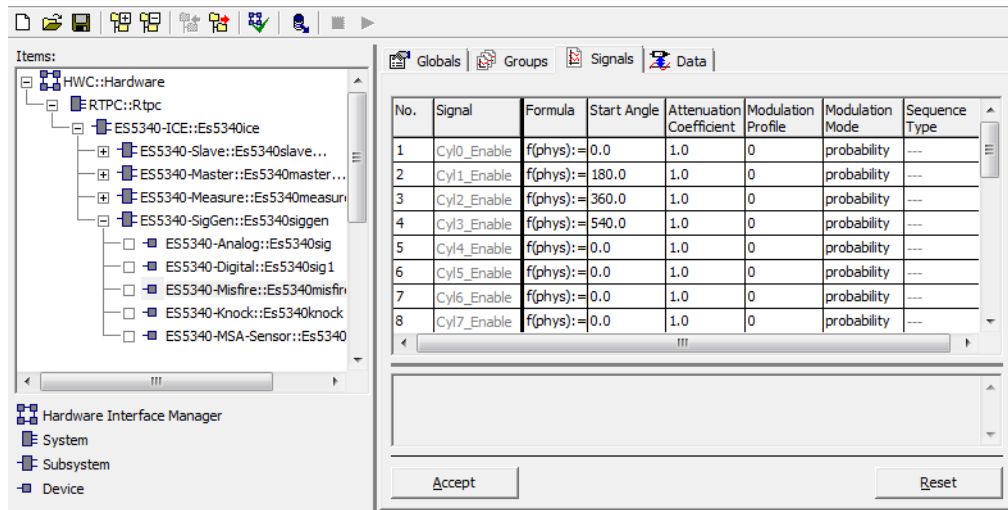 Items:
HWC::Hardware
RTPC::Rtpc
ES5340-ICE::Es5340ice
ES5340-Slave::Es5340slave...
ES5340-Master::Es5340master...
ES5340-Measure::Es5340measure
ES5340-SigGen::Es5340siggen
ES5340-Analog::Es5340sig
ES5340-Digital::Es5340sig1
ES5340-Misfire::Es5340misfire
ES5340-Knock::Es5340knock
ES5340-MSA-Sensor::Es5340
Hardware Interface Manager
System
Subsystem
Device
Globals Groups Signals Data
No. Signal Formula Start Angle Attenuation Coefficient Modulation Profile Modulation Mode Sequence Type
1 Cyl0_Enable f(phys):= 0.0 1.0 0 probability ---
2 Cyl1_Enable f(phys):= 180.0 1.0 0 probability ---
3 Cyl2_Enable f(phys):= 360.0 1.0 0 probability ---
4 Cyl3_Enable f(phys):= 540.0 1.0 0 probability ---
5 Cyl4_Enable f(phys):= 0.0 1.0 0 probability ---
6 Cyl5_Enable f(phys):= 0.0 1.0 0 probability ---
7 Cyl6_Enable f(phys):= 0.0 1.0 0 probability ---
8 Cyl7_Enable f(phys):= 0.0 1.0 0 probability ---
Accept Reset